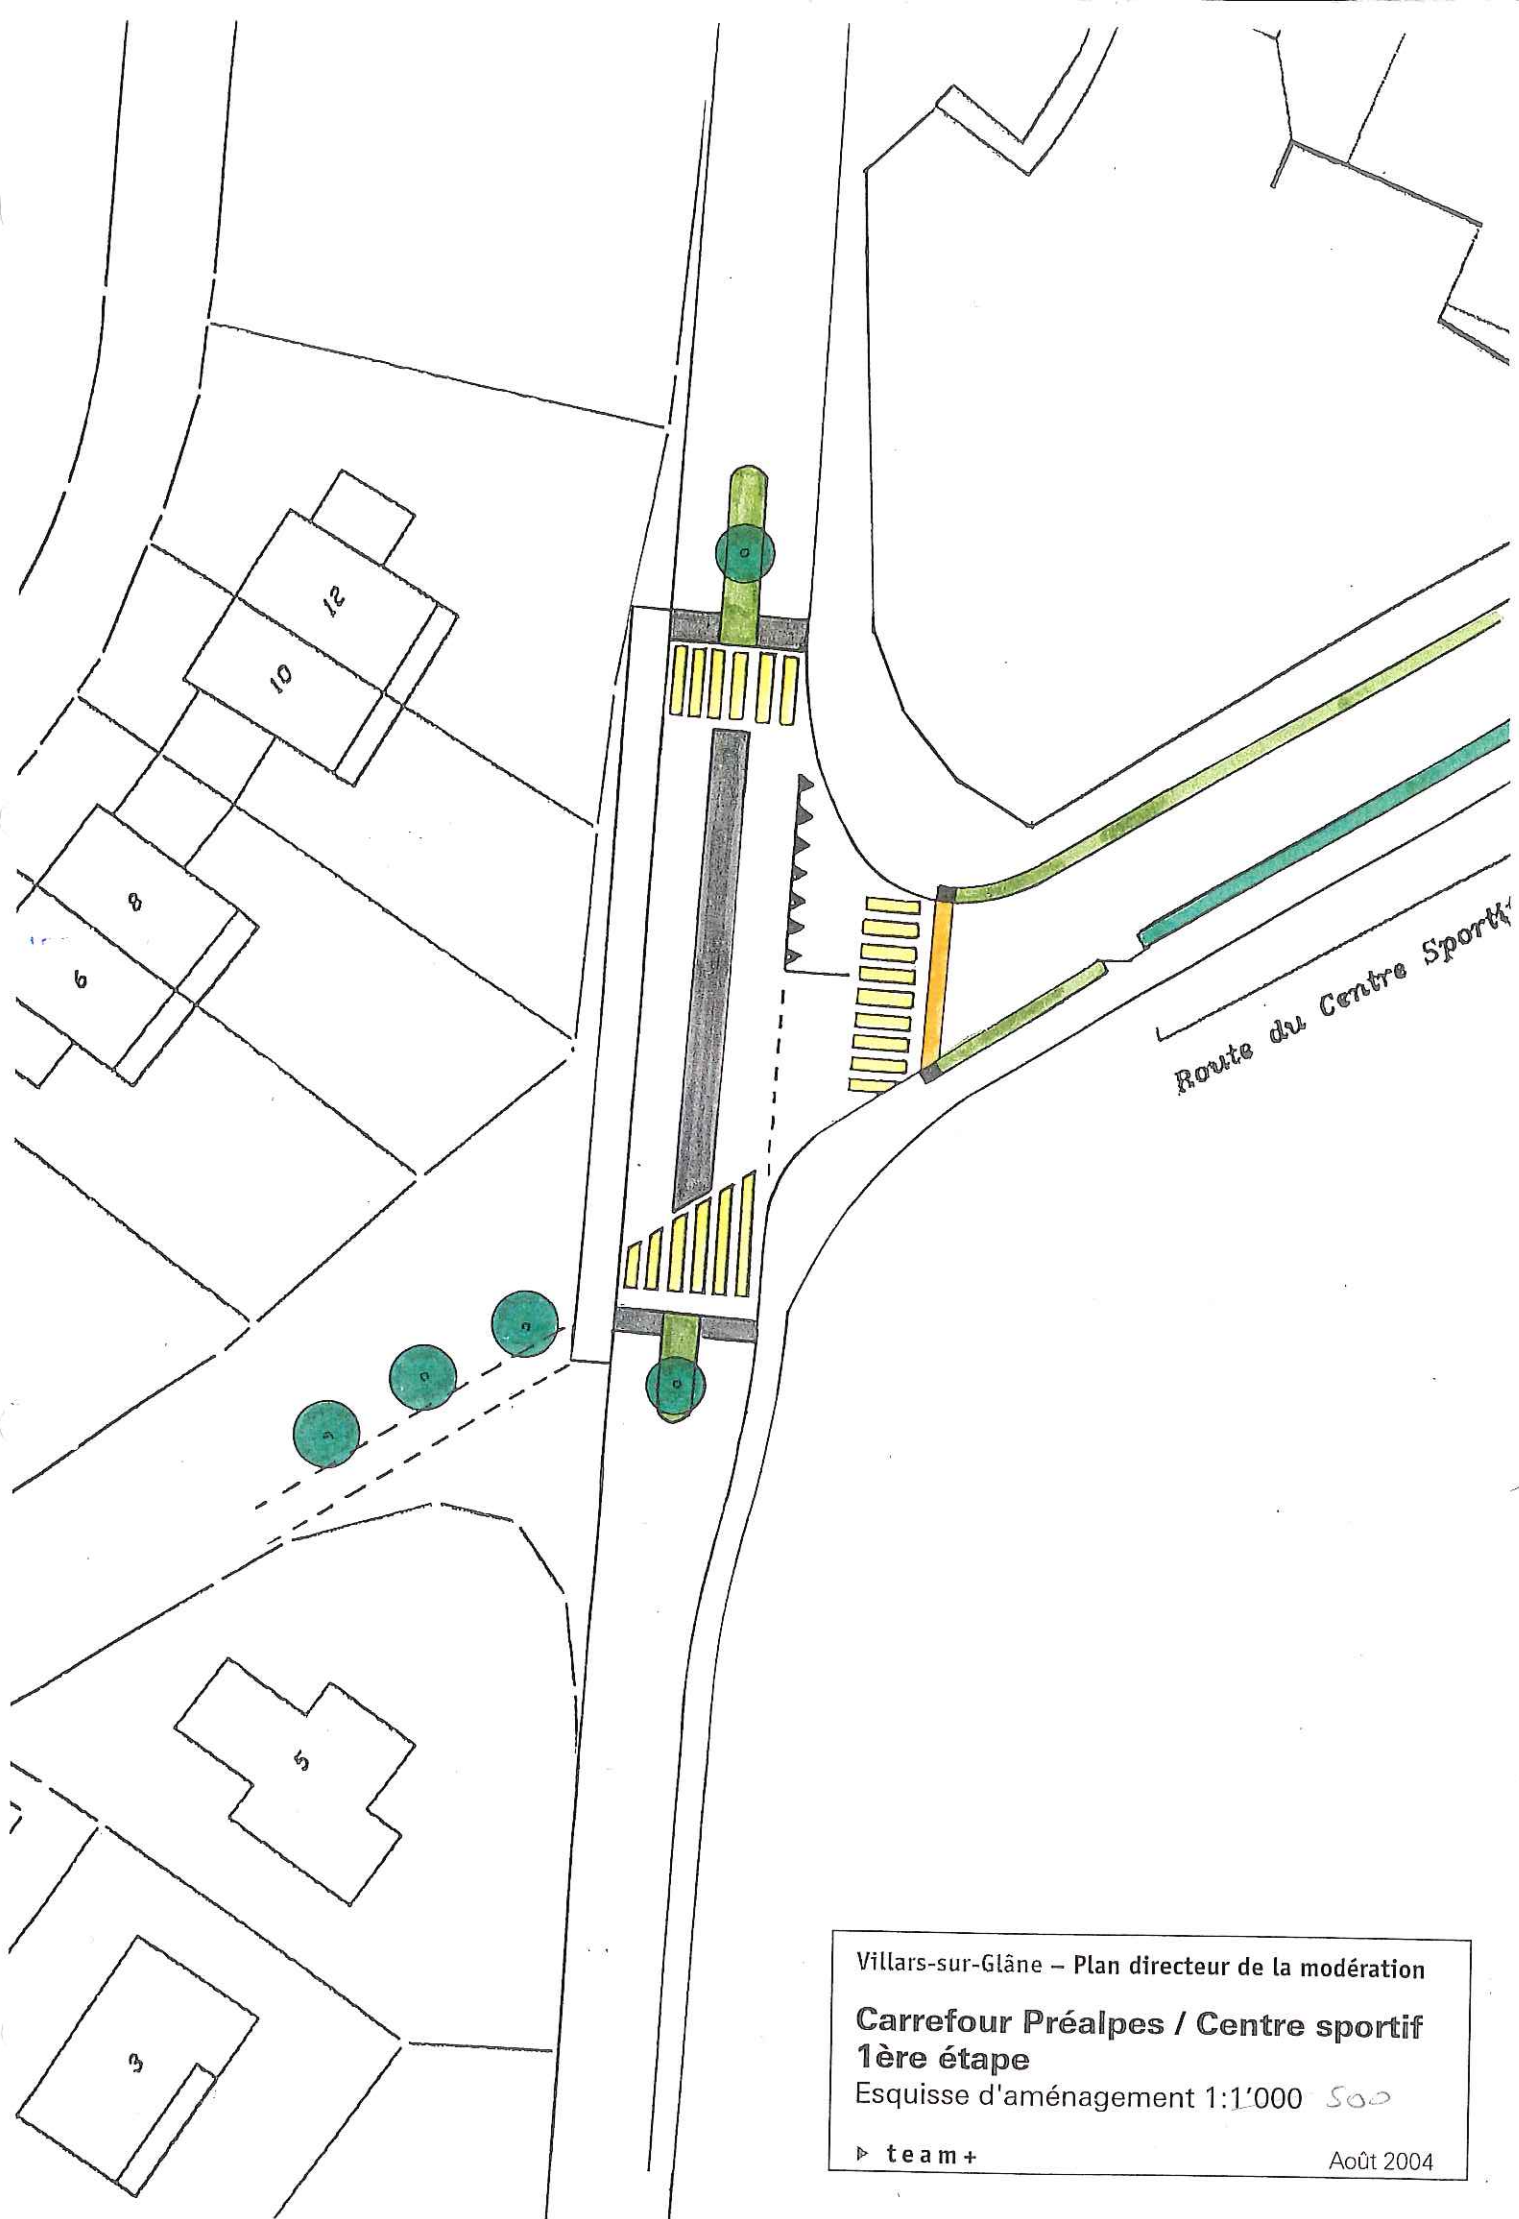 12
10
8
6
Route du Centre Sporti
5
3
Villars-sur-Glâne – Plan directeur de la modération
Carrefour Préalpes / Centre sportif
1ère étape
Esquisse d'aménagement 1:1'000 500
team+
Août 2004